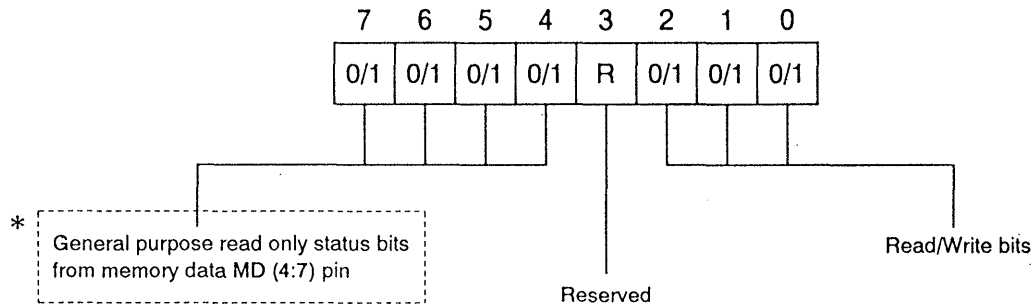 7 6 5 4 3 2 1 0
0/1 0/1 0/1 0/1 R 0/1 0/1 0/1
* General purpose read only status bits
from memory data MD (4:7) pin
Read/Write bits
Reserved